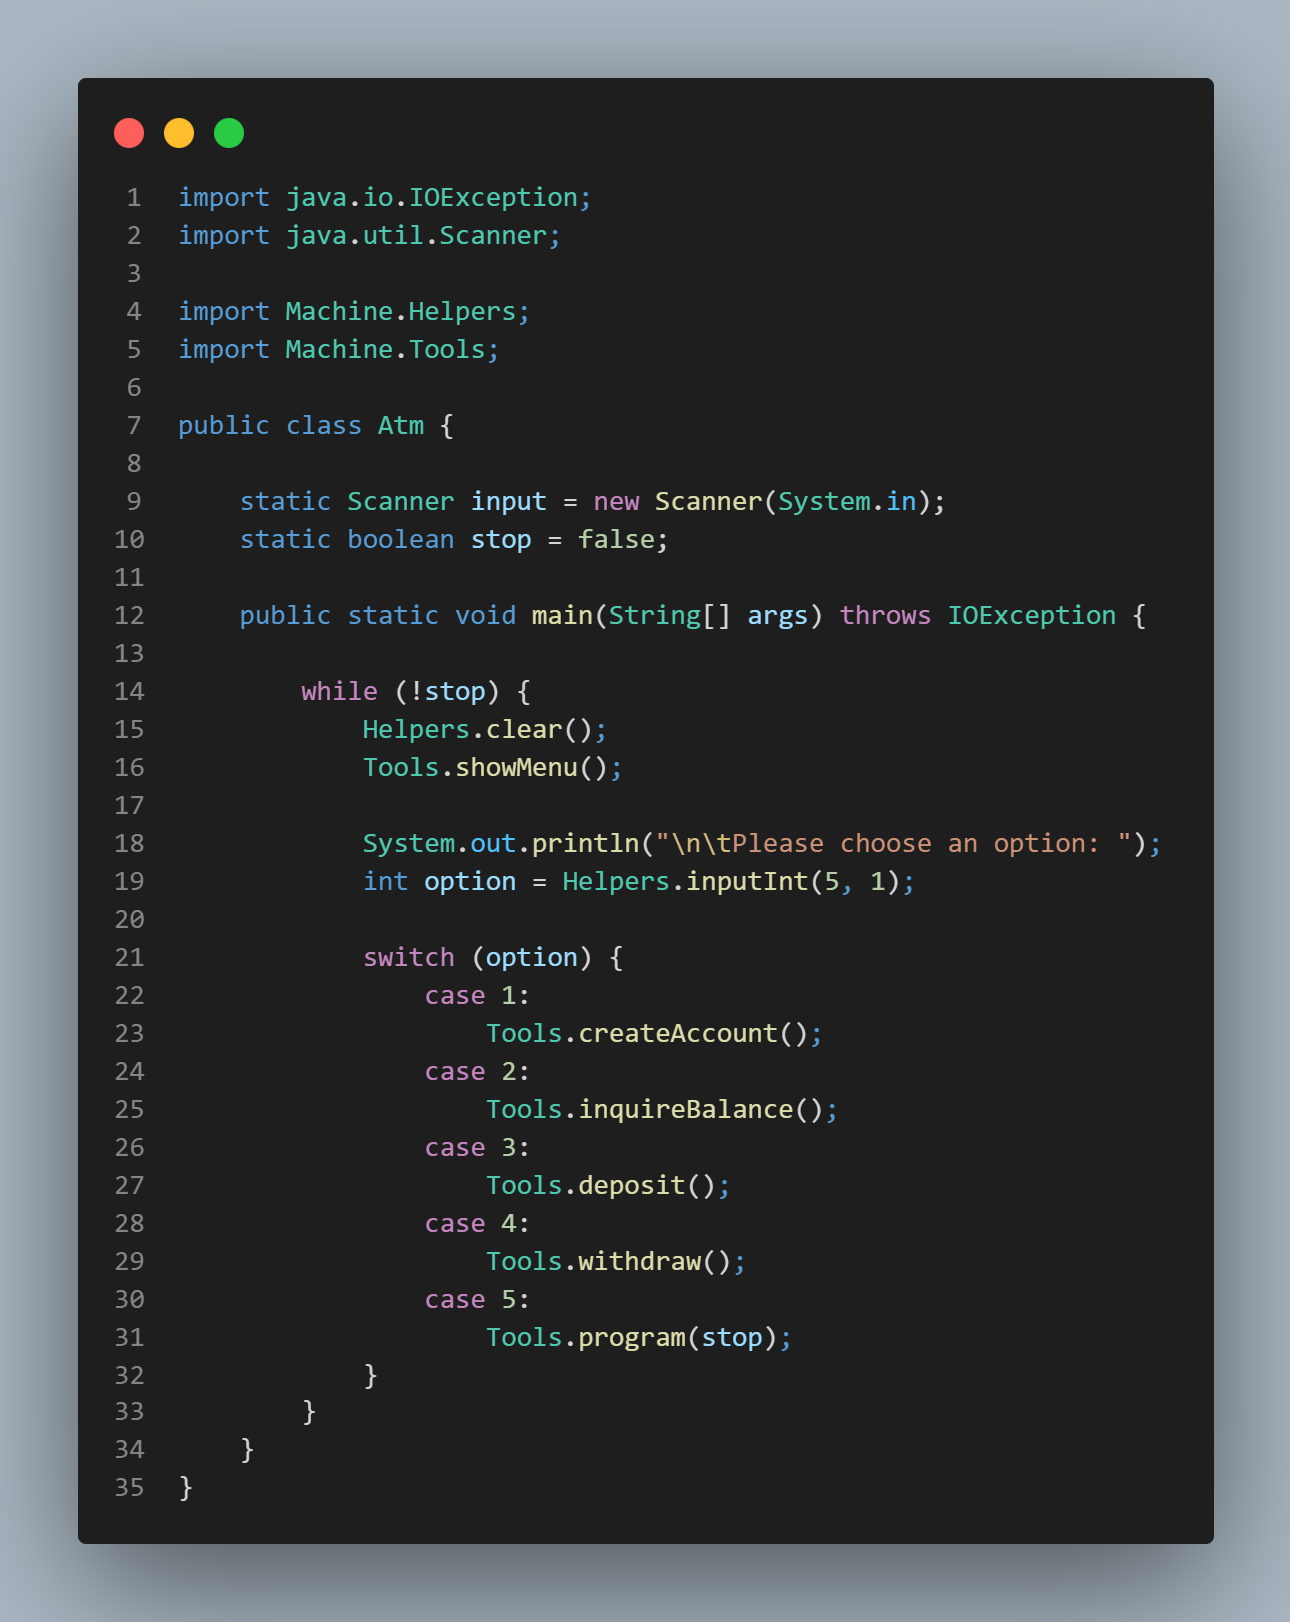 1 import java.io.IOException;
2 import java.util.Scanner;
3
4 import Machine.Helpers;
5 import Machine.Tools;
6
7 public class Atm {
8
9     static Scanner input = new Scanner(System.in);
10     static boolean stop = false;
11
12     public static void main(String[] args) throws IOException {
13
14         while (!stop) {
15             Helpers.clear();
16             Tools.showMenu();
17
18             System.out.println("\n\tPlease choose an option: ");
19             int option = Helpers.inputInt(5, 1);
20
21             switch (option) {
22                 case 1:
23                     Tools.createAccount();
24                 case 2:
25                     Tools.inquireBalance();
26                 case 3:
27                     Tools.deposit();
28                 case 4:
29                     Tools.withdraw();
30                 case 5:
31                     Tools.program(stop);
32             }
33         }
34     }
35 }